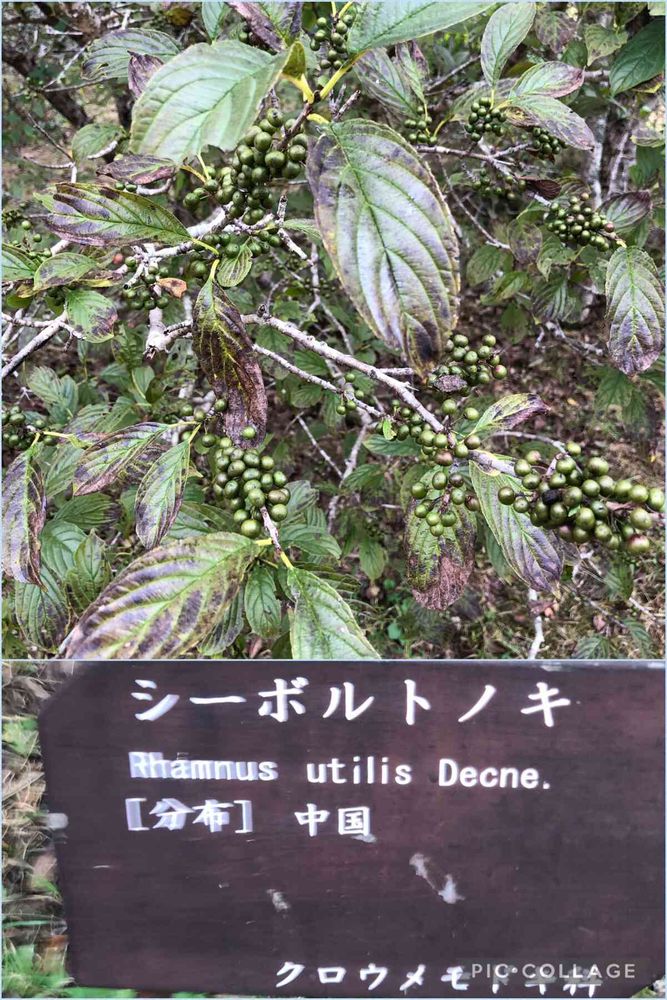 シーボルトノキ
Rhamnus utilis Decne.
[分布] 中国
クロウメモドキ科
PIC•COLLAGE